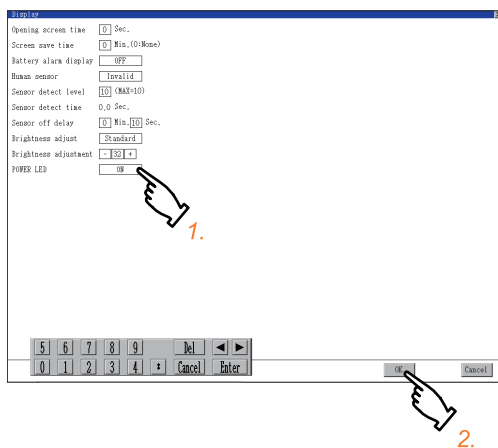 Display
Opening screen time 0 Sec.
Screen save time 0 Min.(0:None)
Battery alarm display OFF
Human sensor Invalid
Sensor detect level 10 (MAX=10)
Sensor detect time 0.0 Sec.
Sensor off delay 0 Min. 10 Sec.
Brightness adjust Standard
Brightness adjustment - 32 +
POWER LED ON
1.
5 6 7 8 9 Del ◀ ▶
0 1 2 3 4 Cancel Enter
OK Cancel
2.